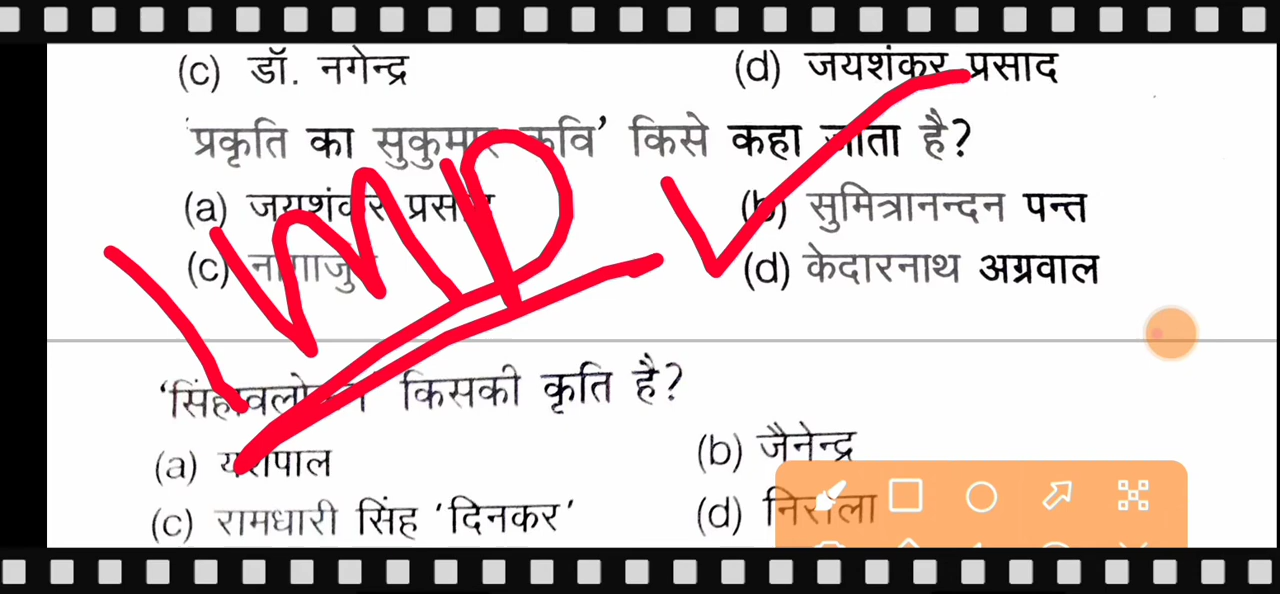 (c) डॉ. नगेन्द्र (d) जयशंकर प्रसाद
'प्रकृति का सुकुमार कवि' किसे कहा जाता है?
(a) जयशंकर प्रसाद (b) सुमित्रानन्दन पन्त
(c) नागार्जुन (d) केदारनाथ अग्रवाल
IMP
'सिंहावलोकन' किसकी कृति है?
(a) यशपाल (b) जैनेन्द्र
(c) रामधारी सिंह 'दिनकर' (d) निराला